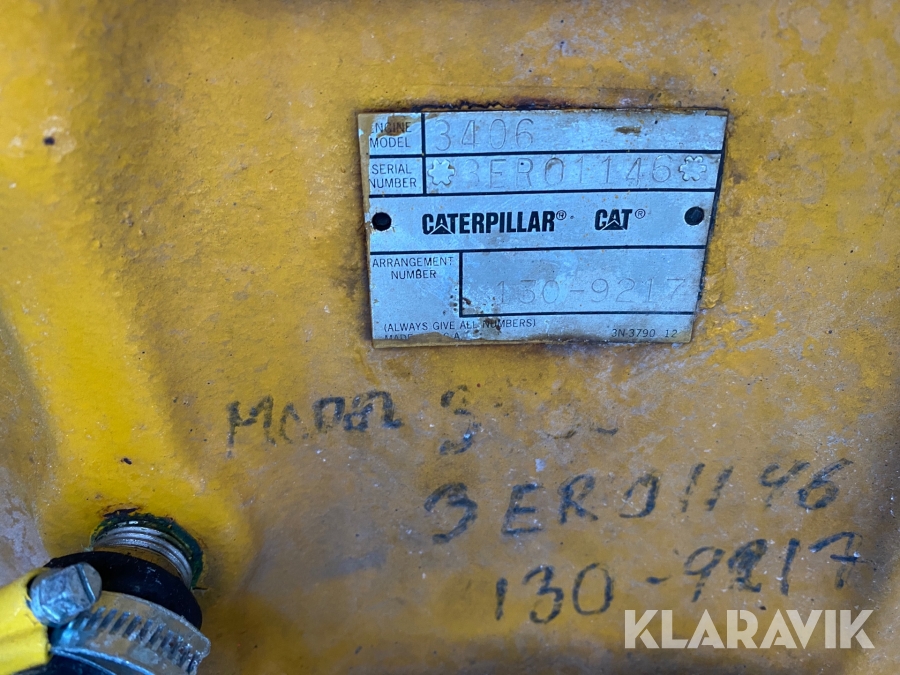 ENGINE MODEL 3406
SERIAL NUMBER 3ER01146
CATERPILLAR® CAT®
ARRANGEMENT NUMBER 130-9217
(ALWAYS GIVE ALL NUMBERS)
MADE U.S.A.
3N-3790 12
MODEL
3ER01146
130-9217
KLARAVIK